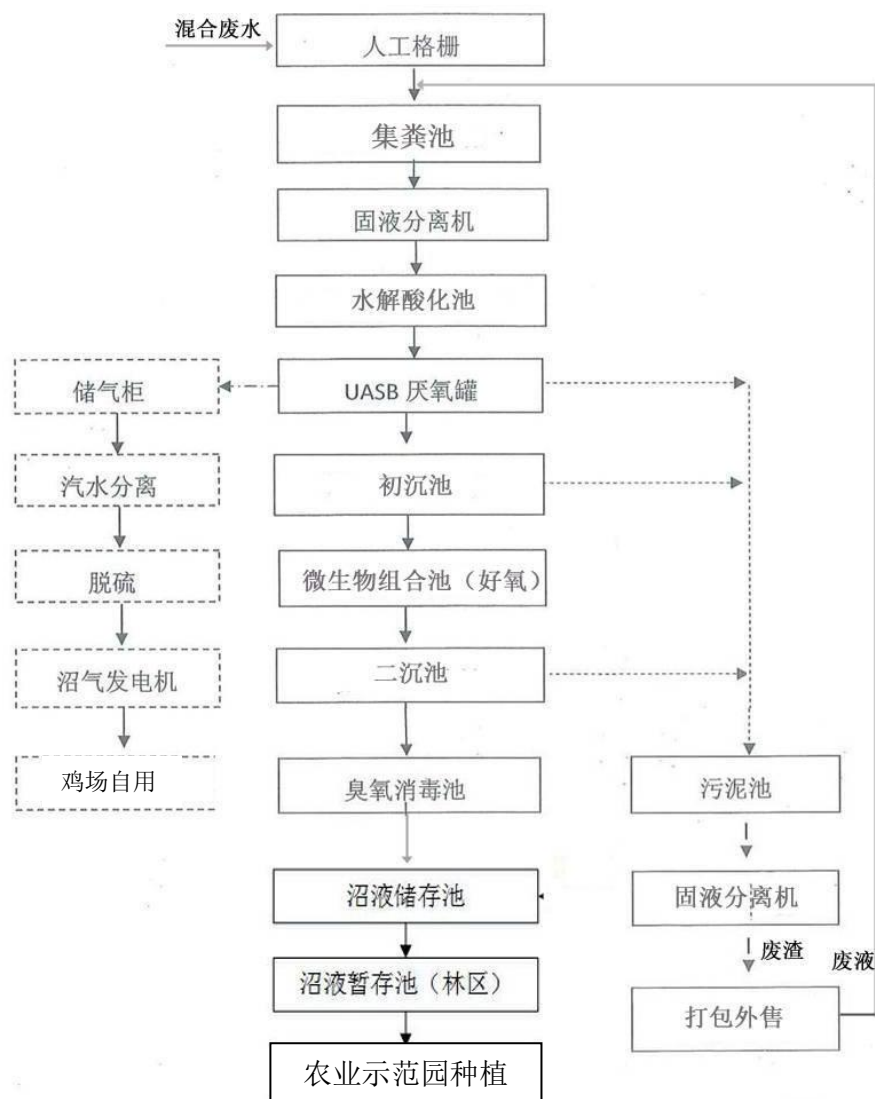 混合废水
人工格栅
集粪池
固液分离机
水解酸化池
储气柜
UASB 厌氧罐
汽水分离
初沉池
脱硫
微生物组合池（好氧）
沼气发电机
二沉池
鸡场自用
臭氧消毒池
污泥池
沼液储存池
固液分离机
废渣
废液
沼液暂存池（林区）
打包外售
农业示范园种植